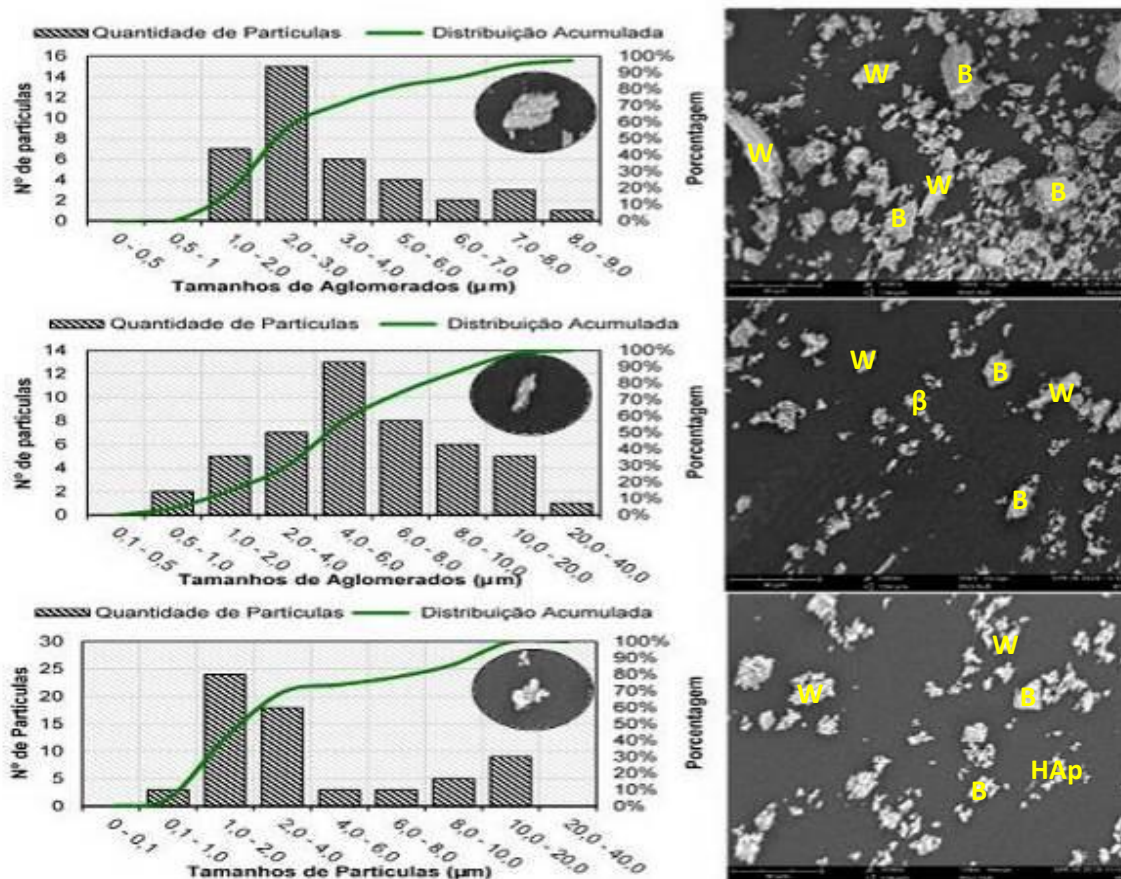 Quantidade de Partículas Distribuição Acumulada
Nº de partículas
16
14
12
10
8
6
4
2
0
100%
90%
80%
70%
60%
50%
40%
30%
20%
10%
0%
Porcentagem
0 - 0,5
0,5 - 1
1,0 - 2,0
2,0 - 3,0
3,0 - 4,0
5,0 - 6,0
6,0 - 7,0
7,0 -8,0
8,0 - 9,0
Tamanhos de Aglomerados (µm)
W
B
W
W
B
B
Quantidade de Partículas Distribuição Acumulada
Nº de partículas
14
12
10
8
6
4
2
0
100%
90%
80%
70%
60%
50%
40%
30%
20%
10%
0%
Porcentagem
0,1 - 0,5
0,5 - 1,0
1,0 - 2,0
2,0 - 4,0
4,0 - 6,0
6,0 - 8,0
8,0 - 10,0
10,0 - 20,0
20,0 - 40,0
Tamanhos de Aglomerados (µm)
W
B
β
W
B
Quantidade de Partículas Distribuição Acumulada
Nº de Partículas
30
25
20
15
10
5
0
100%
90%
80%
70%
60%
50%
40%
30%
20%
10%
0%
Porcentagem
0 - 0,1
0,1 - 1,0
1,0 - 2,0
2,0 - 4,0
4,0 - 6,0
6,0 - 8,0
8,0 - 10,0
10,0 - 20,0
20,0 - 40,0
Tamanhos de Partículas (µm)
W
W
B
HAp
B